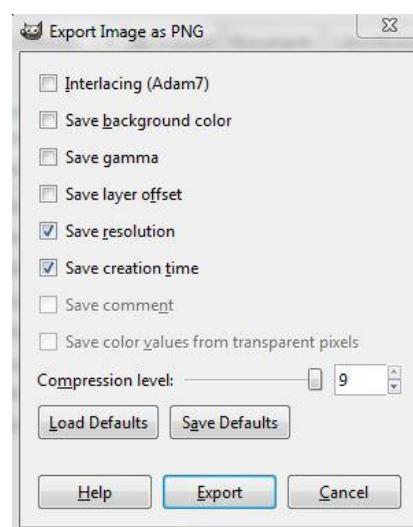 Export Image as PNG
Interlacing (Adam7)
Save background color
Save gamma
Save layer offset
Save resolution
Save creation time
Save comment
Save color values from transparent pixels
Compression level: 9
Load Defaults Save Defaults
Help Export Cancel